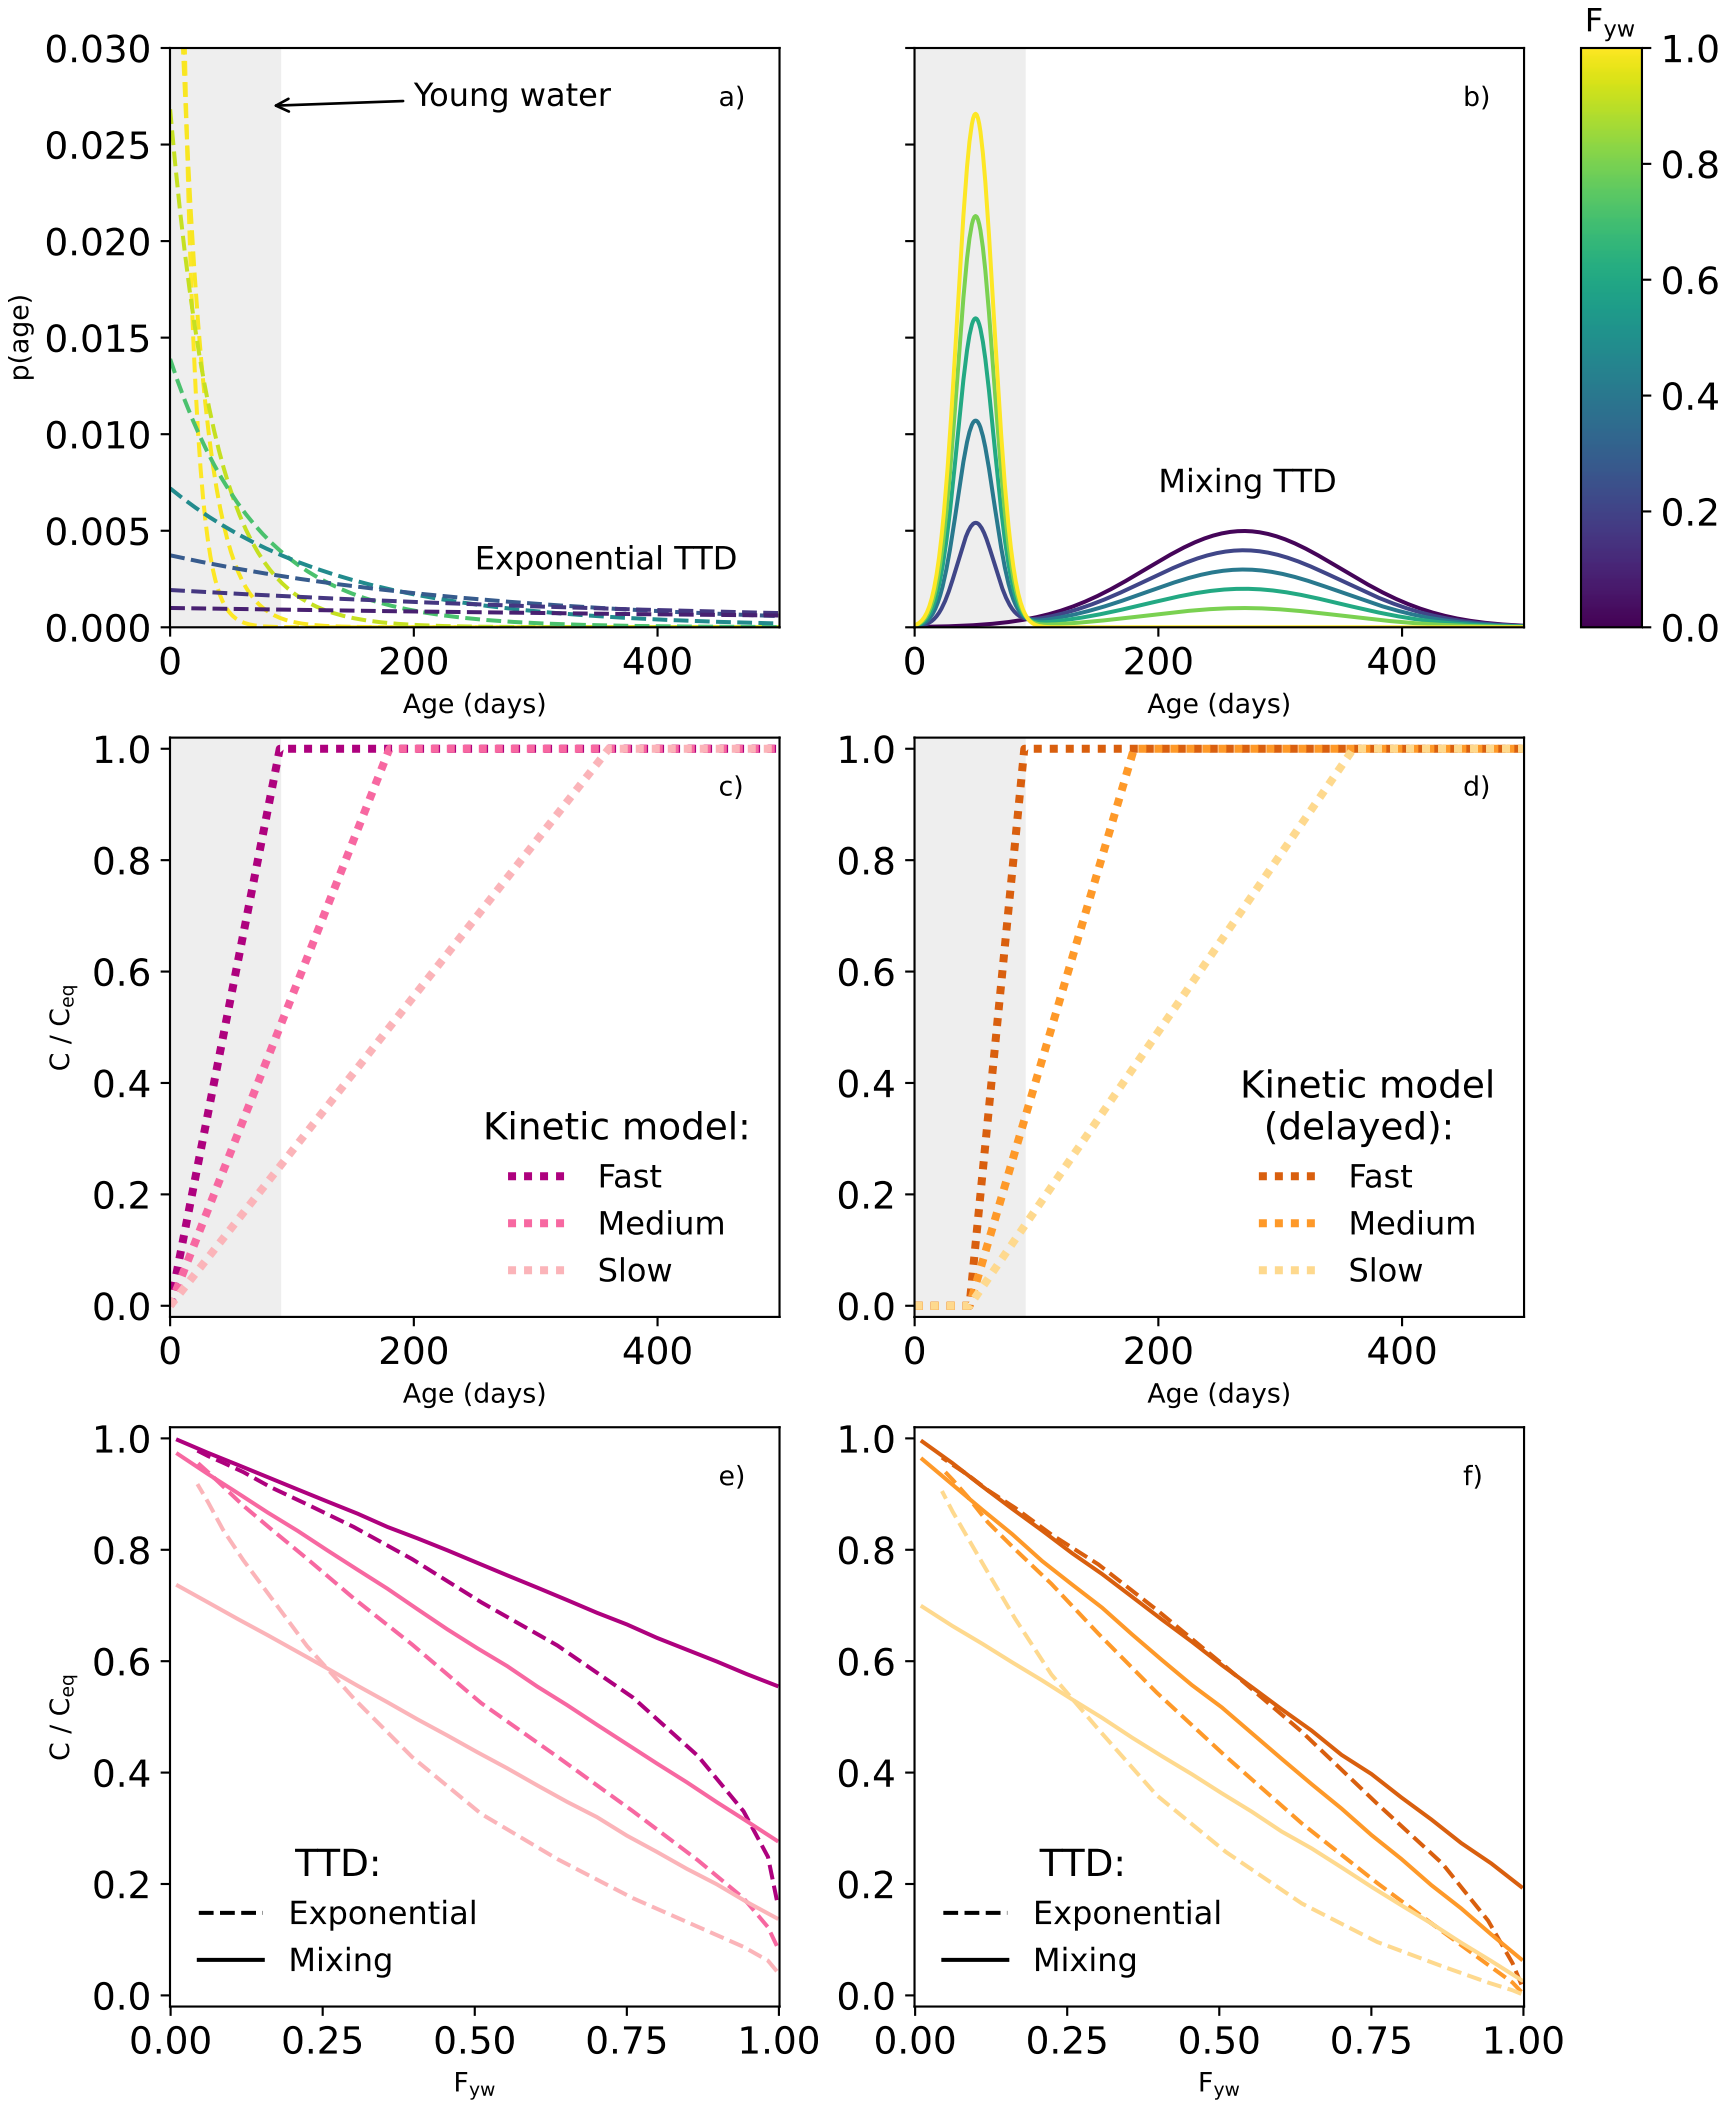 F_yw
0.030
0.025
0.020
0.015
0.010
0.005
0.000
p(age)
Young water
a)
Exponential TTD
0 200 400
Age (days)
b)
Mixing TTD
0 200 400
Age (days)
1.0
0.8
0.6
0.4
0.2
0.0
1.0
0.8
0.6
0.4
0.2
0.0
C / C_eq
c)
Kinetic model:
Fast
Medium
Slow
0 200 400
Age (days)
1.0
0.8
0.6
0.4
0.2
0.0
d)
Kinetic model
(delayed):
Fast
Medium
Slow
0 200 400
Age (days)
1.0
0.8
0.6
0.4
0.2
0.0
C / C_eq
e)
TTD:
Exponential
Mixing
0.00 0.25 0.50 0.75 1.00
F_yw
1.0
0.8
0.6
0.4
0.2
0.0
f)
TTD:
Exponential
Mixing
0.00 0.25 0.50 0.75 1.00
F_yw